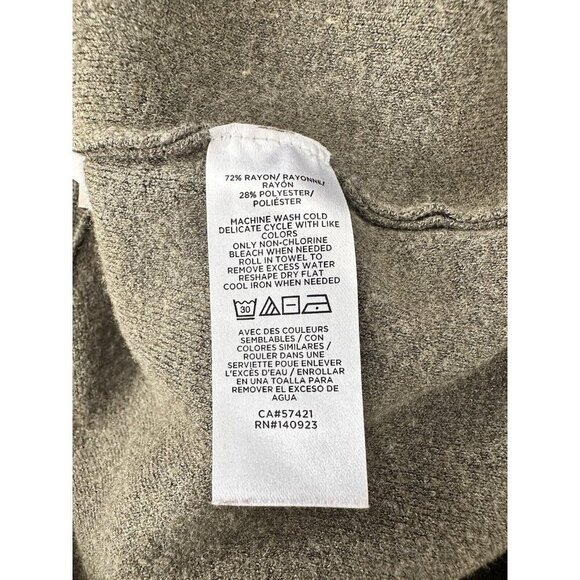 72% RAYON/ RAYONNE/
RAYÓN
28% POLYESTER/
POLIÉSTER
MACHINE WASH COLD
DELICATE CYCLE WITH LIKE
COLORS
ONLY NON-CHLORINE
BLEACH WHEN NEEDED
ROLL IN TOWEL TO
REMOVE EXCESS WATER
RESHAPE DRY FLAT
COOL IRON WHEN NEEDED
30
AVEC DES COULEURS
SEMBLABLES / CON
COLORES SIMILARES /
ROULER DANS UNE
SERVIETTE POUR ENLEVER
L'EXCÈS D'EAU / ENROLLAR
EN UNA TOALLA PARA
REMOVER EL EXCESO DE
AGUA
CA#57421
RN#140923